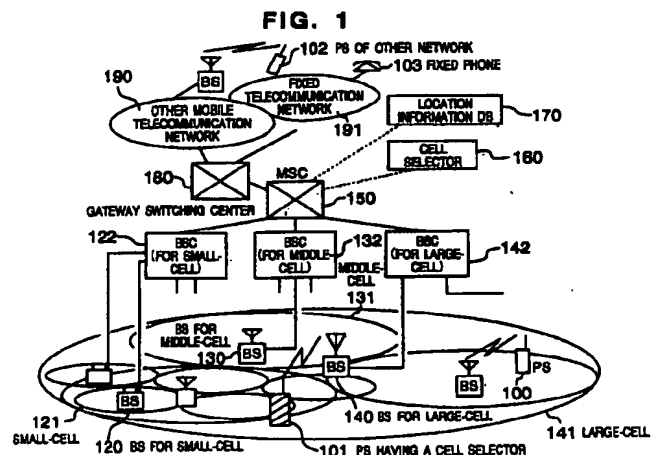 FIG. 1
102 PS OF OTHER NETWORK
103 FIXED PHONE
190
BS
FIXED
TELECOMMUNICATION
NETWORK
OTHER MOBILE
TELECOMMUNICATION
NETWORK
191
LOCATION
INFORMATION DB
170
CELL
SELECTOR
160
MSC
180
150
GATEWAY SWITCHING CENTER
122
BSC
(FOR SMALL-
CELL)
BSC
(FOR MIDDLE-
CELL)
132
BSC
(FOR LARGE-
CELL)
142
MIDDLE-
CELL
131
BS FOR
MIDDLE-CELL
130
BS
BS
BS
100
PS
121
SMALL-CELL
BS
120 BS FOR SMALL-CELL
140 BS FOR LARGE-CELL
101 PS HAVING A CELL SELECTOR
141 LARGE-CELL